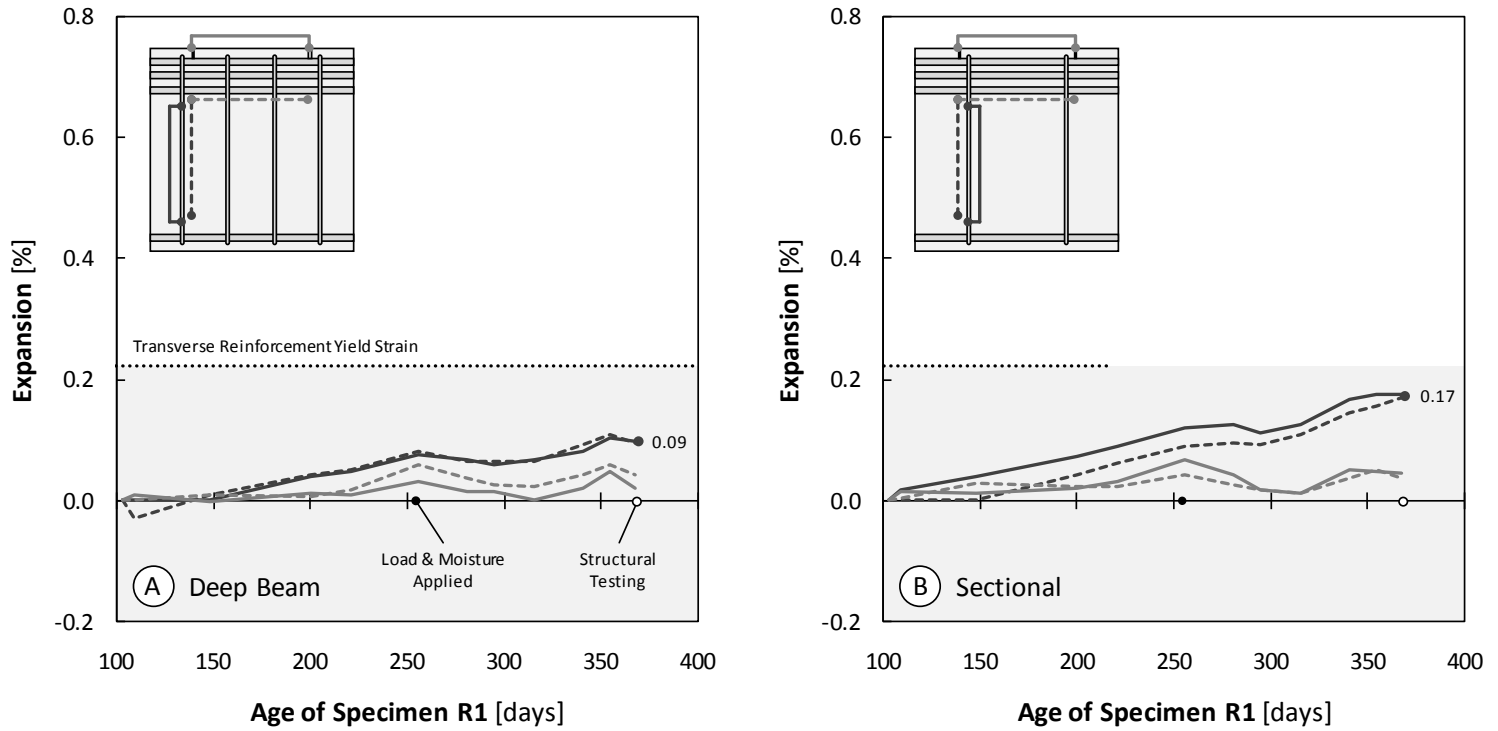 0.8
0.6
0.4
0.2
0.0
-0.2
Expansion [%]
Transverse Reinforcement Yield Strain
0.09
Load & Moisture
Applied
Structural
Testing
A Deep Beam
100 150 200 250 300 350 400
Age of Specimen R1 [days]
0.8
0.6
0.4
0.2
0.0
-0.2
Expansion [%]
0.17
B Sectional
100 150 200 250 300 350 400
Age of Specimen R1 [days]